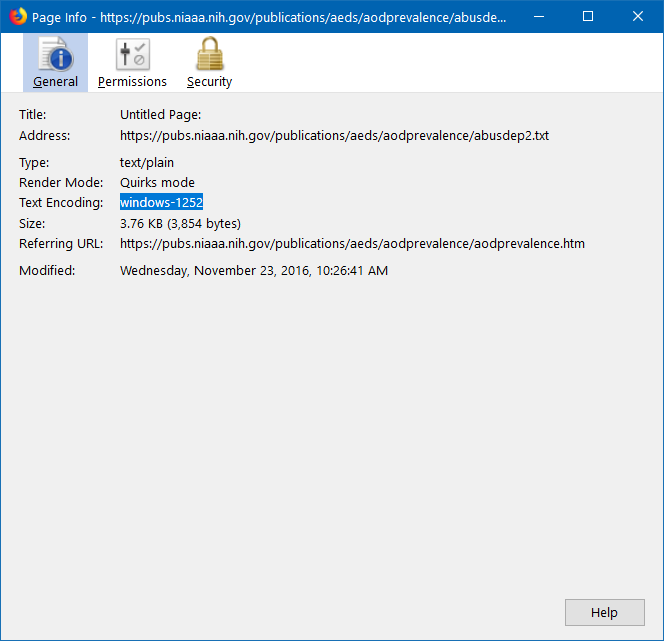 Page Info - https://pubs.niaaa.nih.gov/publications/aeds/aodprevalence/abusde...
General Permissions Security
Title: Untitled Page:
Address: https://pubs.niaaa.nih.gov/publications/aeds/aodprevalence/abusdep2.txt
Type: text/plain
Render Mode: Quirks mode
Text Encoding: windows-1252
Size: 3.76 KB (3,854 bytes)
Referring URL: https://pubs.niaaa.nih.gov/publications/aeds/aodprevalence/aodprevalence.htm
Modified: Wednesday, November 23, 2016, 10:26:41 AM
Help